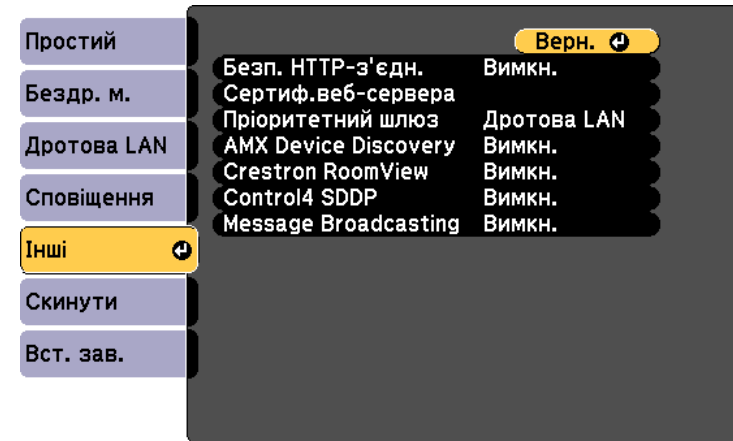 Простий
Бездр. м.
Дротова LAN
Сповіщення
Інші
Скинути
Вст. зав.
Верн.
Безп. HTTP-з'єдн. Вимкн.
Сертиф.веб-сервера
Пріоритетний шлюз Дротова LAN
AMX Device Discovery Вимкн.
Crestron RoomView Вимкн.
Control4 SDDP Вимкн.
Message Broadcasting Вимкн.